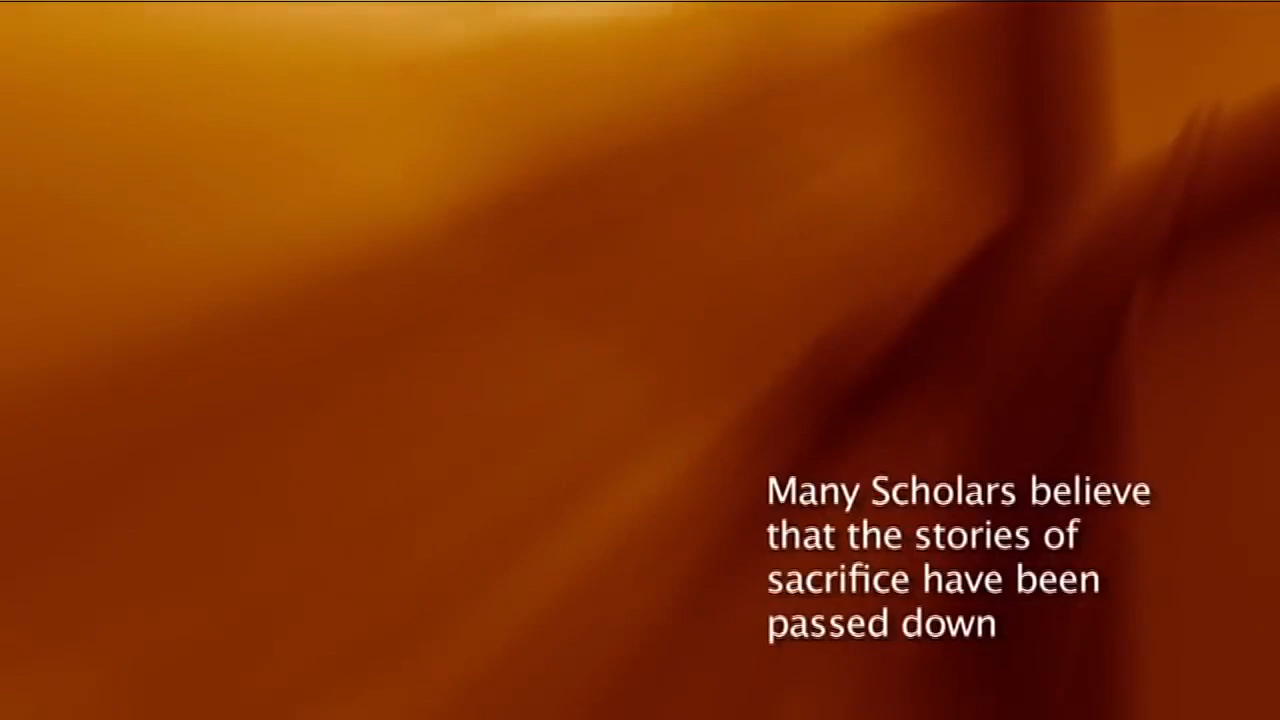 Many Scholars believe
that the stories of
sacrifice have been
passed down